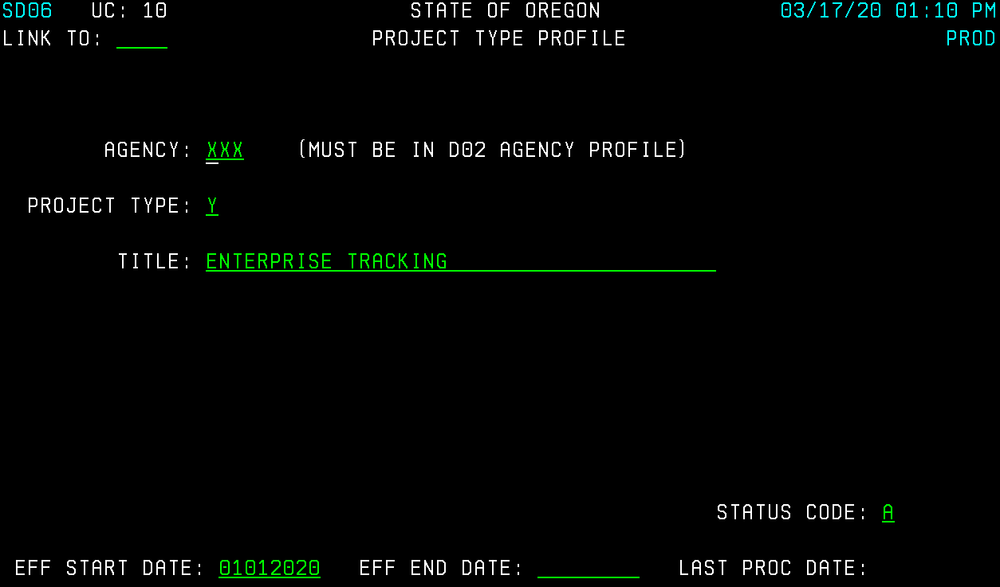 SD06 UC: 10 STATE OF OREGON 03/17/20 01:10 PM
LINK TO: PROJECT TYPE PROFILE PROD
AGENCY: XXX (MUST BE IN D02 AGENCY PROFILE)
PROJECT TYPE: Y
TITLE: ENTERPRISE TRACKING
STATUS CODE: A
EFF START DATE: 01012020 EFF END DATE: LAST PROC DATE: